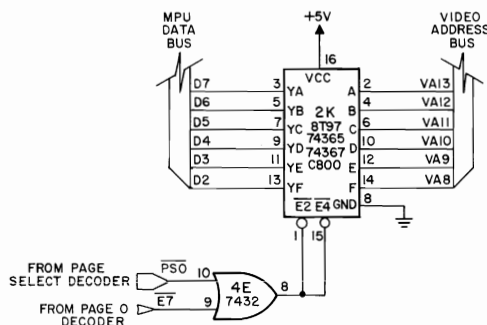 MPU
DATA
BUS
+5V
VIDEO
ADDRESS
BUS
16
VCC
D7 3 YA A 2 VA13
D6 5 YB B 4 VA12
D5 7 YC C 6 VA11
D4 9 YD D 10 VA10
D3 11 YE E 12 VA9
D2 13 YF F 14 VA8
2K
8T97
74365
74367
C800
E2 E4 GND 8
1 15
FROM PAGE
SELECT DECODER
PS0 10
4E
7432
8
FROM PAGE 0
DECODER
E7 9